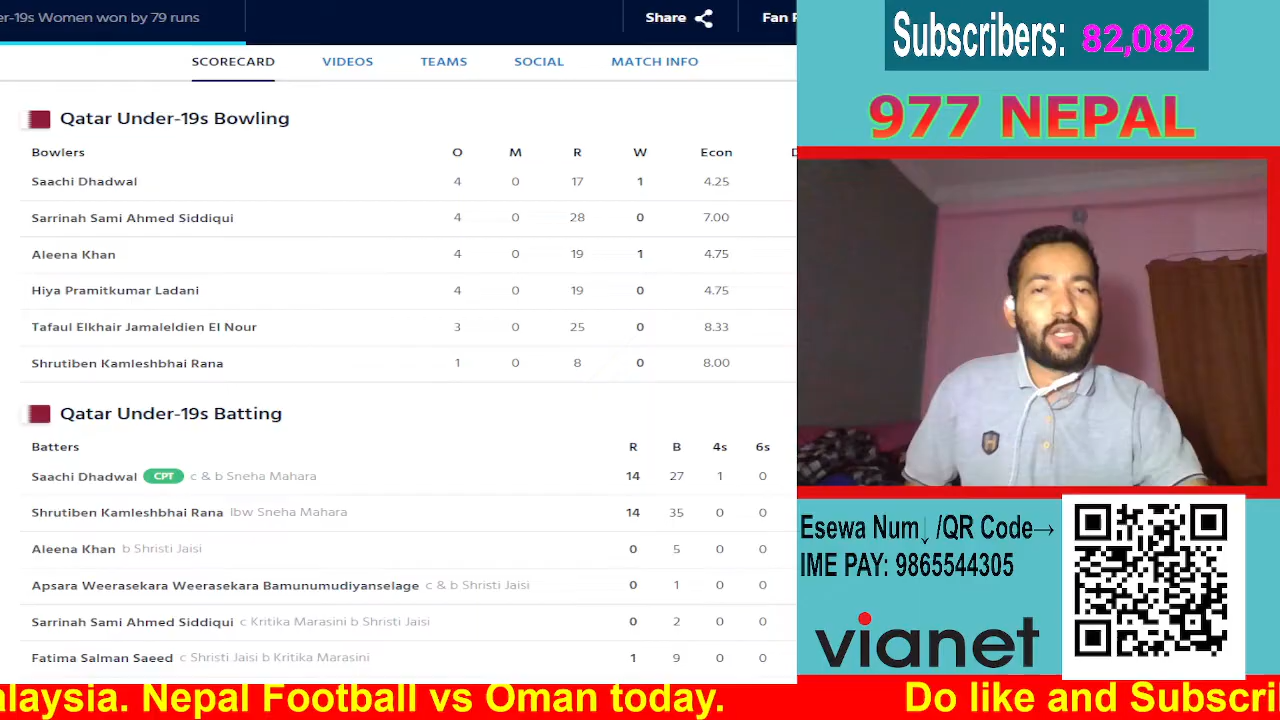 er-19s Women won by 79 runs
Share
Fan
SCORECARD VIDEOS TEAMS SOCIAL MATCH INFO
Qatar Under-19s Bowling
Bowlers O M R W Econ
Saachi Dhadwal 4 0 17 1 4.25
Sarrinah Sami Ahmed Siddiqui 4 0 28 0 7.00
Aleena Khan 4 0 19 1 4.75
Hiya Pramitkumar Ladani 4 0 19 0 4.75
Tafaul Elkhair Jamaleldien El Nour 3 0 25 0 8.33
Shrutiben Kamleshbhai Rana 1 0 8 0 8.00
Qatar Under-19s Batting
Batters R B 4s 6s
Saachi Dhadwal CPT c & b Sneha Mahara 14 27 1 0
Shrutiben Kamleshbhai Rana lbw Sneha Mahara 14 35 0 0
Aleena Khan b Shristi Jaisi 0 5 0 0
Apsara Weerasekara Weerasekara Bamunumudiyanselage c & b Shristi Jaisi 0 1 0 0
Sarrinah Sami Ahmed Siddiqui c Kritika Marasini b Shristi Jaisi 0 2 0 0
Fatima Salman Saeed c Shristi Jaisi b Kritika Marasini 1 9 0 0
Subscribers: 82,082
977 NEPAL
Esewa Num↓ /QR Code→
IME PAY: 9865544305
vianet
alaysia. Nepal Football vs Oman today. Do like and Subscri